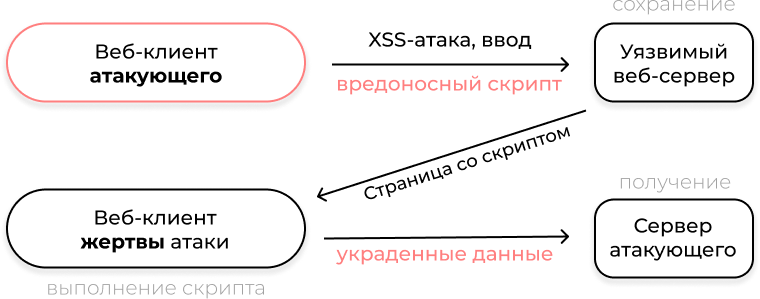 сохранение
Веб-клиент
атакующего
XSS-атака, ввод
вредоносный скрипт
Уязвимый
веб-сервер
Страница со скриптом
получение
Веб-клиент
жертвы атаки
украденные данные
Сервер
атакующего
выполнение скрипта